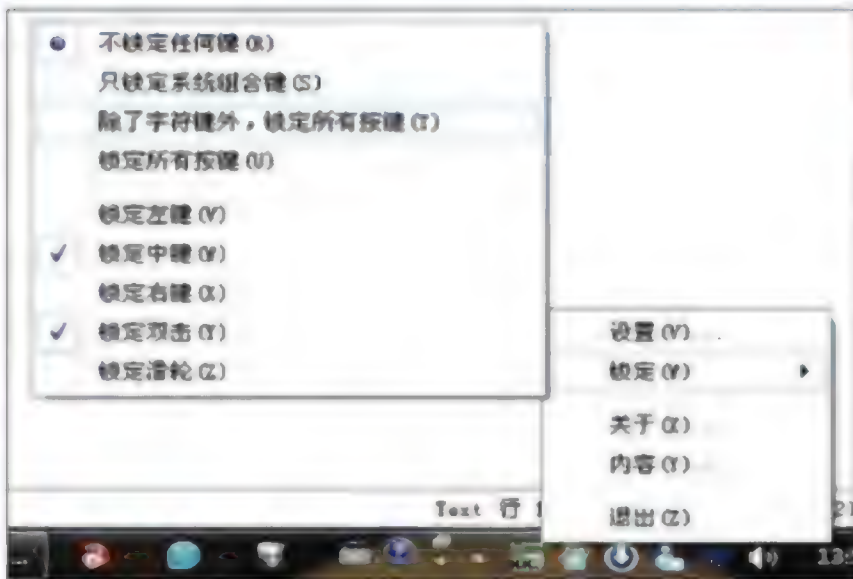 不锁定任何键(R)
只锁定系统组合键(S)
除了字符键外，锁定所有按键(T)
锁定所有按键(U)
锁定左键(V)
锁定中键(W)
锁定右键(X)
锁定双击(Y)
锁定滑轮(Z)
设置(V)
锁定(W)
关于(X)
内容(Y)
退出(Z)
Text 行